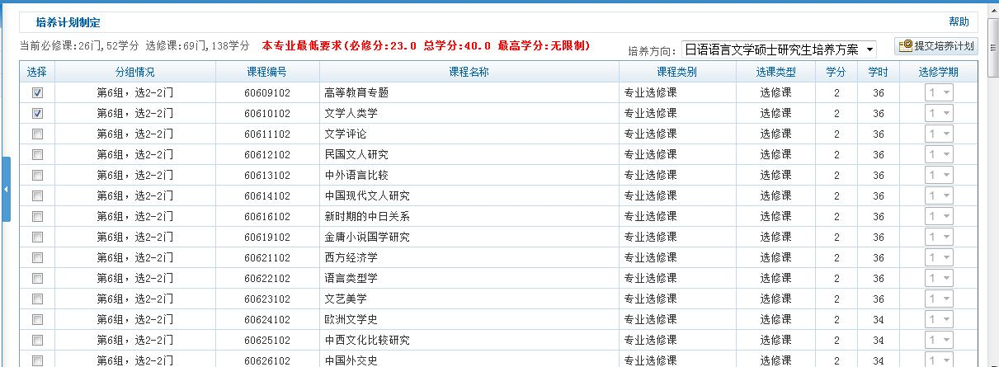 培养计划制定 帮助
当前必修课:26门,52学分 选修课:69门,138学分 本专业最低要求(必修分:23.0 总学分:40.0 最高学分:无限制) 培养方向: 日语语言文学硕士研究生培养方案 提交培养计划
选择 分组情况 课程编号 课程名称 课程类别 选课类型 学分 学时 选修学期
第6组，选2-2门 60609102 高等教育专题 专业选修课 选修课 2 36 1
第6组，选2-2门 60610102 文学人类学 专业选修课 选修课 2 36 1
第6组，选2-2门 60611102 文学评论 专业选修课 选修课 2 36 1
第6组，选2-2门 60612102 民国文人研究 专业选修课 选修课 2 36 1
第6组，选2-2门 60613102 中外语言比较 专业选修课 选修课 2 36 1
第6组，选2-2门 60614102 中国现代文人研究 专业选修课 选修课 2 36 1
第6组，选2-2门 60616102 新时期的中日关系 专业选修课 选修课 2 36 1
第6组，选2-2门 60619102 金庸小说国学研究 专业选修课 选修课 2 36 1
第6组，选2-2门 60621102 西方经济学 专业选修课 选修课 2 36 1
第6组，选2-2门 60622102 语言类型学 专业选修课 选修课 2 36 1
第6组，选2-2门 60623102 文艺美学 专业选修课 选修课 2 36 1
第6组，选2-2门 60624102 欧洲文学史 专业选修课 选修课 2 34 1
第6组，选2-2门 60625102 中西文化比较研究 专业选修课 选修课 2 34 1
第6组，选2-2门 60626102 中国外交史 专业选修课 选修课 2 34 1